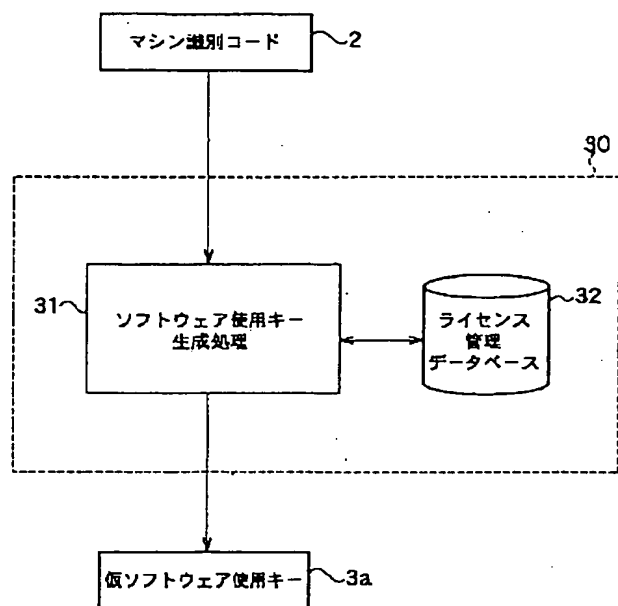 マシン識別コード
2
30
31
ソフトウェア使用キー
生成処理
ライセンス
管理
データベース
32
仮ソフトウェア使用キー
3a